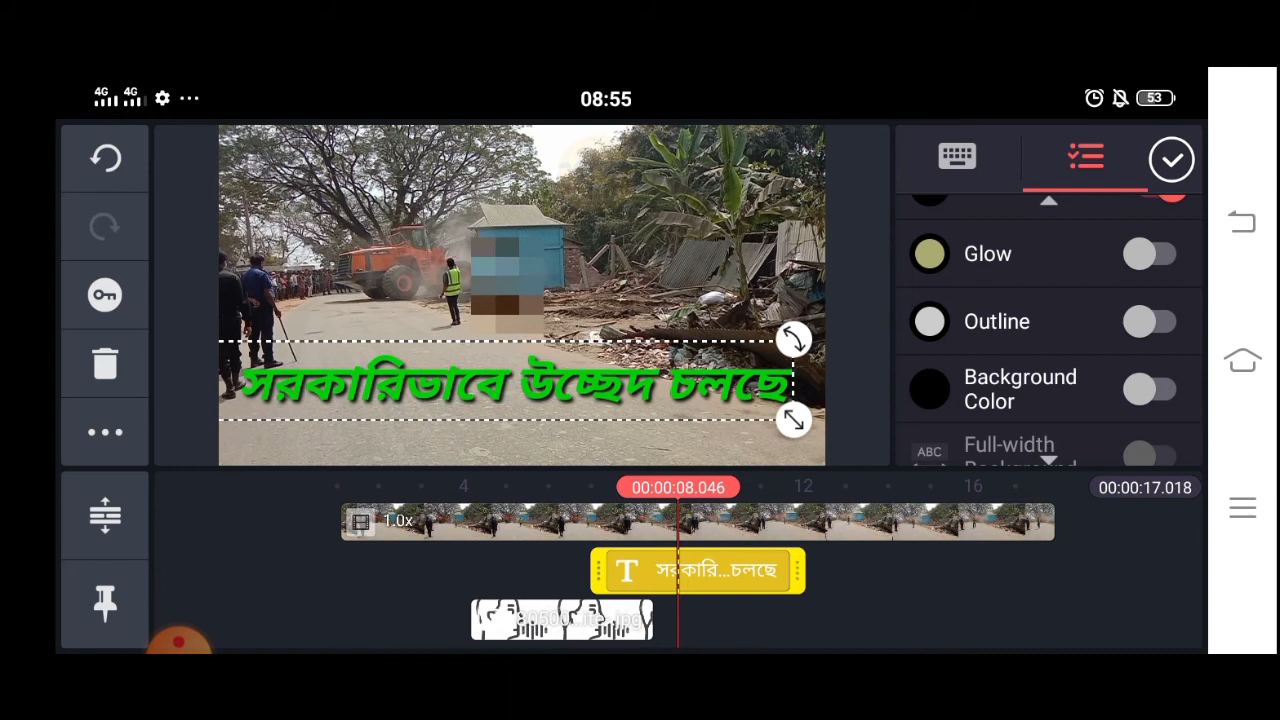 4G 4G
08:55
53
Glow
Outline
Background
Color
ABC
Full-width
সরকারিভাবে উচ্ছেদ চলছে
4
00:00:08.046
12
16
00:00:17.018
1.0x
T সরকারি...চলছে